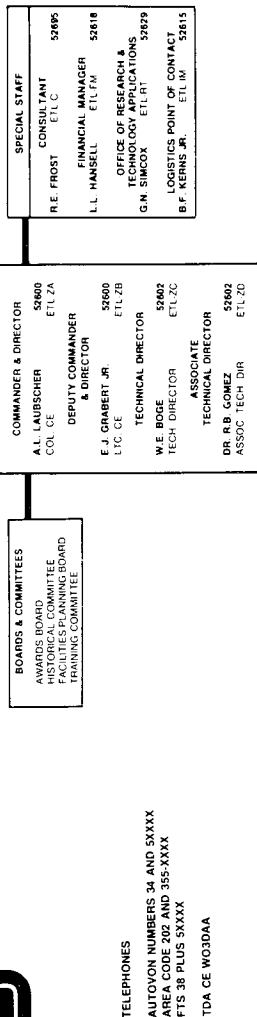 TELEPHONES
AUTOVON NUMBERS 34 AND 5XXXX
AREA CODE 202 AND 355-XXXX
FTS 38 PLUS 5XXXX
TDA CE WO3DAA
BOARDS & COMMITTEES
AWARDS BOARD
HISTORICAL COMMITTEE
FACILITIES PLANNING BOARD
TRAINING COMMITTEE
COMMANDER & DIRECTOR
A.L. LAUBSCHER 52600
COL CE ETL-ZA
DEPUTY COMMANDER
& DIRECTOR
E.J. GRABERT JR. 52600
LTC. CE ETL-ZB
TECHNICAL DIRECTOR
W.E. BOGE 52602
TECH DIRECTOR ETL-ZC
ASSOCIATE
TECHNICAL DIRECTOR
DR. R.B. GOMEZ 52602
ASSOC TECH DIR ETL-ZD
SPECIAL STAFF
CONSULTANT
R.E. FROST ETL-C 52695
FINANCIAL MANAGER
L.L. HANSELL ETL-FM 52618
OFFICE OF RESEARCH &
TECHNOLOGY APPLICATIONS
G.N. SIMCOX ETL-RT 52629
LOGISTICS POINT OF CONTACT
B.F. KERNS JR. ETL-IM 52615